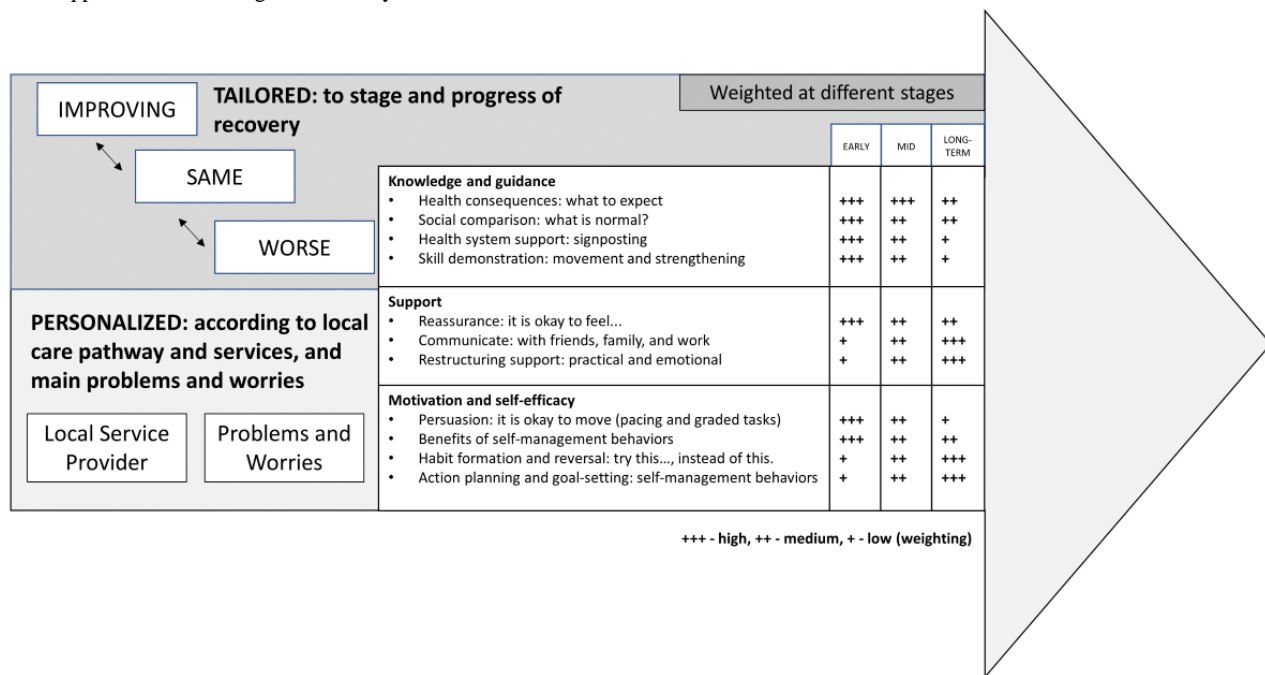 IMPROVING
TAILORED: to stage and progress of
recovery
Weighted at different stages
SAME
WORSE
EARLY MID LONG-
TERM
Knowledge and guidance
• Health consequences: what to expect +++ +++ ++
• Social comparison: what is normal? +++ ++ ++
• Health system support: signposting +++ ++ +
• Skill demonstration: movement and strengthening +++ ++ +
PERSONALIZED: according to local
care pathway and services, and
main problems and worries
Local Service
Provider
Problems and
Worries
Support
• Reassurance: it is okay to feel... +++ ++ ++
• Communicate: with friends, family, and work + ++ +++
• Restructuring support: practical and emotional + ++ +++
Motivation and self-efficacy
• Persuasion: it is okay to move (pacing and graded tasks) +++ ++ +
• Benefits of self-management behaviors +++ ++ ++
• Habit formation and reversal: try this…, instead of this. + ++ +++
• Action planning and goal-setting: self-management behaviors + ++ +++
+++ - high, ++ - medium, + - low (weighting)